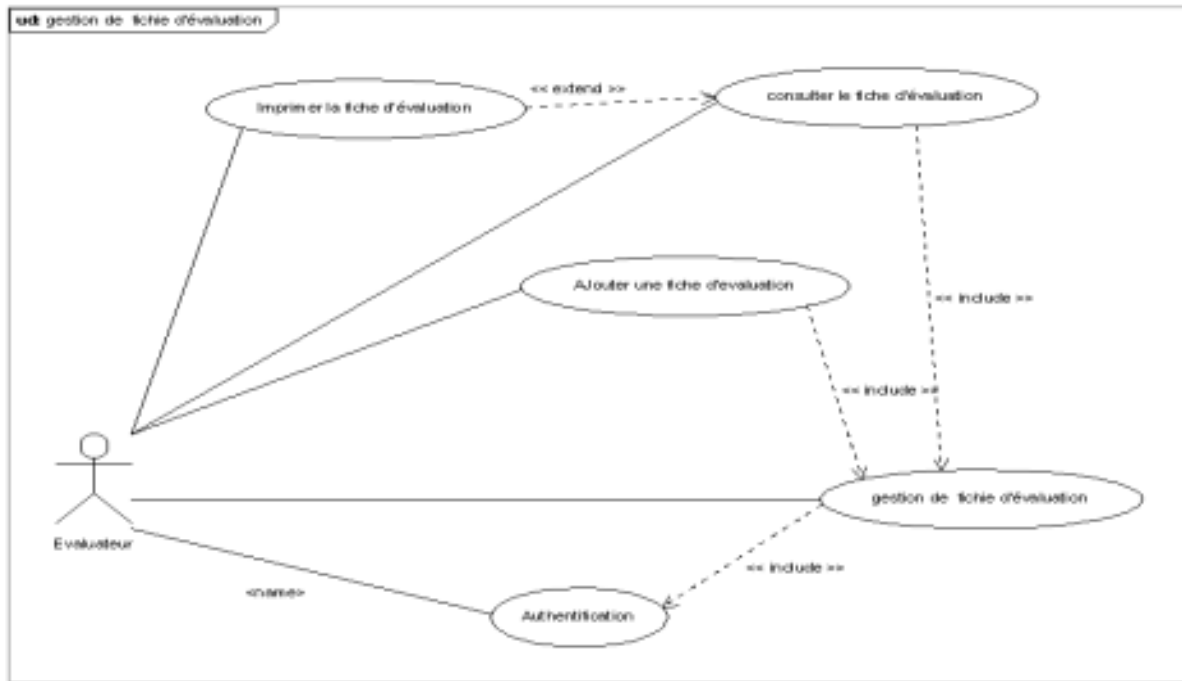 ud: gestion de fichie d'évaluation
<< extend >>
Imprimer la fiche d'évaluation
consulter le fiche d'évaluation
AJouter une fiche d'evaluation
<< include >>
<< include >>
gestion de fichie d'évaluation
Evaluateur
<< include >>
<name>
Authentification